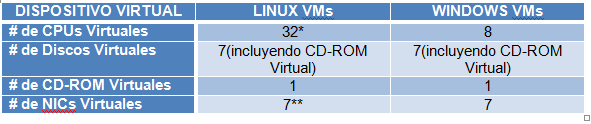 DISPOSITIVO VIRTUAL LINUX VMs WINDOWS VMs
# de CPUs Virtuales 32* 8
# de Discos Virtuales 7(incluyendo CD-ROM Virtual) 7(incluyendo CD-ROM Virtual)
# de CD-ROM Virtuales 1 1
# de NICs Virtuales 7** 7